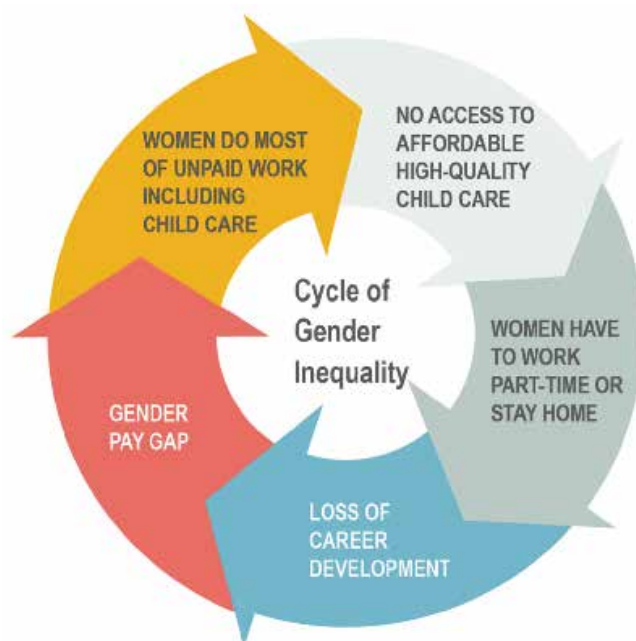 WOMEN DO MOST
OF UNPAID WORK
INCLUDING
CHILD CARE
NO ACCESS TO
AFFORDABLE
HIGH-QUALITY
CHILD CARE
Cycle of
Gender
Inequality
WOMEN HAVE
TO WORK
PART-TIME OR
STAY HOME
GENDER
PAY GAP
LOSS OF
CAREER
DEVELOPMENT